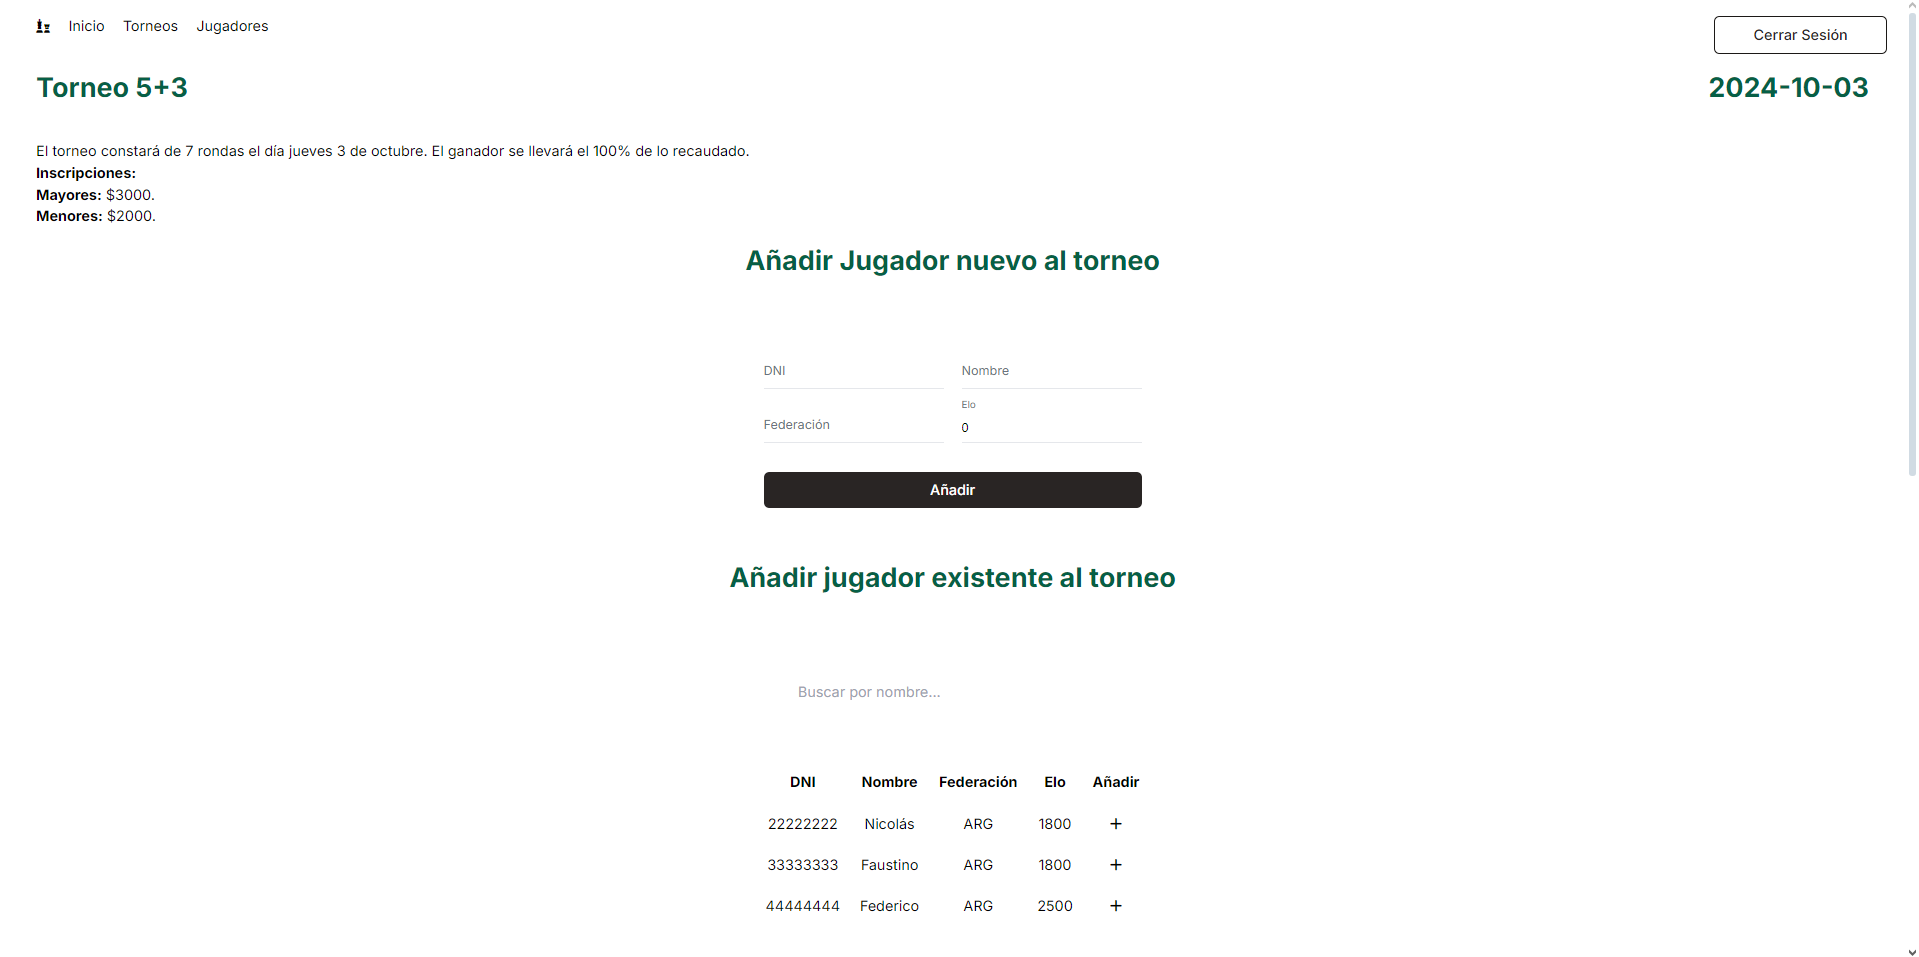 Inicio Torneos Jugadores Cerrar Sesión
Torneo 5+3 2024-10-03
El torneo constará de 7 rondas el día jueves 3 de octubre. El ganador se llevará el 100% de lo recaudado.
Inscripciones:
Mayores: $3000.
Menores: $2000.
Añadir Jugador nuevo al torneo
DNI Nombre
Elo
Federación 0
Añadir
Añadir jugador existente al torneo
Buscar por nombre...
DNI Nombre Federación Elo Añadir
22222222 Nicolás ARG 1800 +
33333333 Faustino ARG 1800 +
44444444 Federico ARG 2500 +